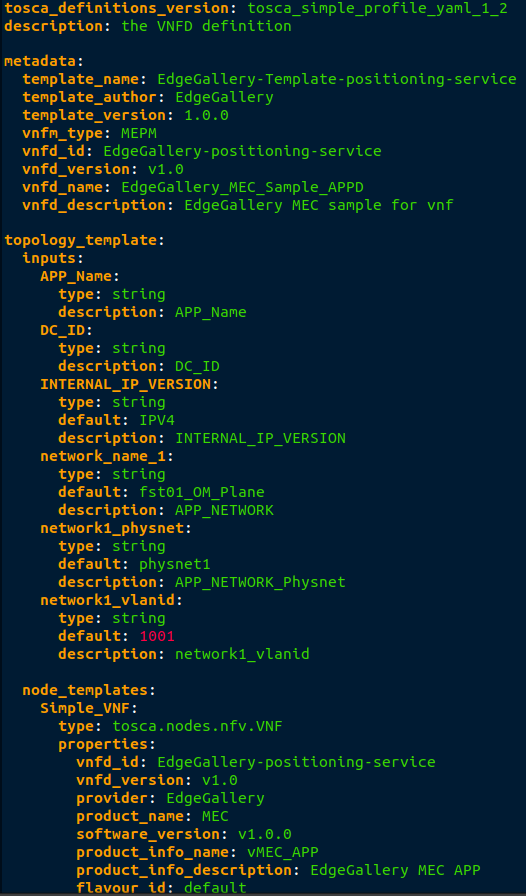 tosca_definitions_version: tosca_simple_profile_yaml_1_2
description: the VNFD definition
metadata:
template_name: EdgeGallery-Template-positioning-service
template_author: EdgeGallery
template_version: 1.0.0
vnfm_type: MEPM
vnfd_id: EdgeGallery-positioning-service
vnfd_version: v1.0
vnfd_name: EdgeGallery_MEC_Sample_APPD
vnfd_description: EdgeGallery MEC sample for vnf
topology_template:
inputs:
APP_Name:
type: string
description: APP_Name
DC_ID:
type: string
description: DC_ID
INTERNAL_IP_VERSION:
type: string
default: IPV4
description: INTERNAL_IP_VERSION
network_name_1:
type: string
default: fst01_OM_Plane
description: APP_NETWORK
network1_physnet:
type: string
default: physnet1
description: APP_NETWORK_Physnet
network1_vlanid:
type: string
default: 1001
description: network1_vlanid
node_templates:
Simple_VNF:
type: tosca.nodes.nfv.VNF
properties:
vnfd_id: EdgeGallery-positioning-service
vnfd_version: v1.0
provider: EdgeGallery
product_name: MEC
software_version: v1.0.0
product_info_name: vMEC_APP
product_info_description: EdgeGallery MEC APP
flavour_id: default